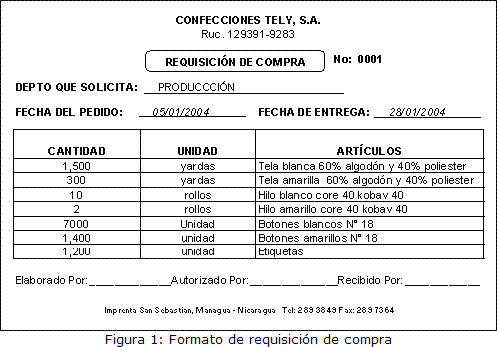 CONFECCIONES TELY, S.A.
Ruc. 129391-9283
REQUISICIÓN DE COMPRA No: 0001
DEPTO QUE SOLICITA: PRODUCCCIÓN
FECHA DEL PEDIDO: 05/01/2004 FECHA DE ENTREGA: 28/01/2004
CANTIDAD UNIDAD ARTÍCULOS
1,500 yardas Tela blanca 60% algodón y 40% poliester
300 yardas Tela amarilla 60% algodón y 40% poliester
10 rollos Hilo blanco core 40 kobav 40
2 rollos Hilo amarillo core 40 kobav 40
7000 Unidad Botones blancos N° 18
1,400 unidad Botones amarillos N° 18
1,200 unidad Etiquetas
Elaborado Por:______________Autorizado Por:______________Recibido Por:____________
Imprenta San Sebastian, Managua - Nicaragua Tel: 289 3849 Fax: 289 7364
Figura 1: Formato de requisición de compra